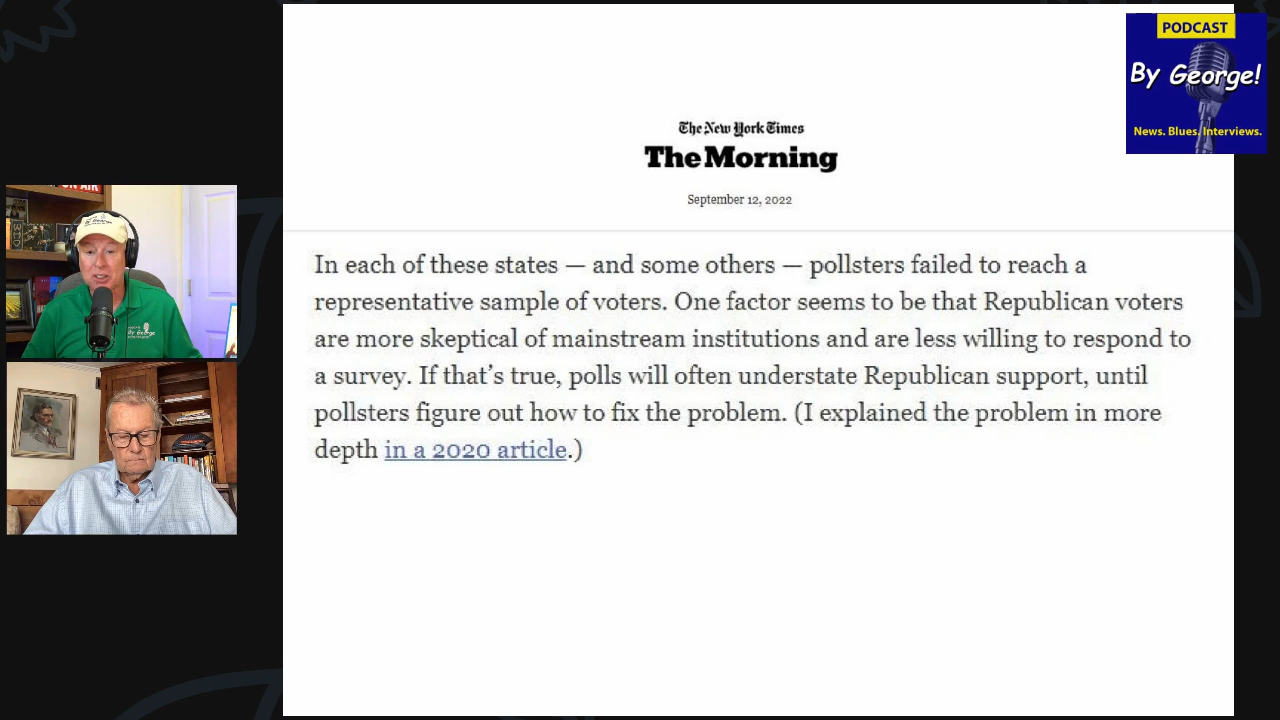 PODCAST
By George!
News. Blues. Interviews.
The New York Times
The Morning
September 12, 2022
In each of these states — and some others — pollsters failed to reach a
representative sample of voters. One factor seems to be that Republican voters
are more skeptical of mainstream institutions and are less willing to respond to
a survey. If that’s true, polls will often understate Republican support, until
pollsters figure out how to fix the problem. (I explained the problem in more
depth in a 2020 article.)
ON AIR
By George